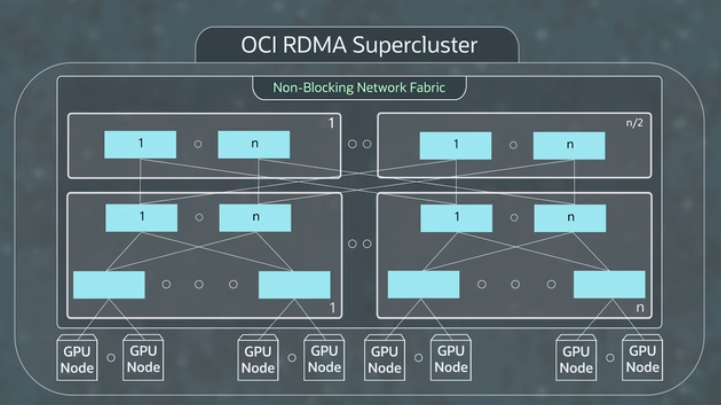 OCI RDMA Supercluster
Non-Blocking Network Fabric
1
n/2
1
n
1
n
1
n
1
n
1
n
GPU
Node
GPU
Node
GPU
Node
GPU
Node
GPU
Node
GPU
Node
GPU
Node
GPU
Node